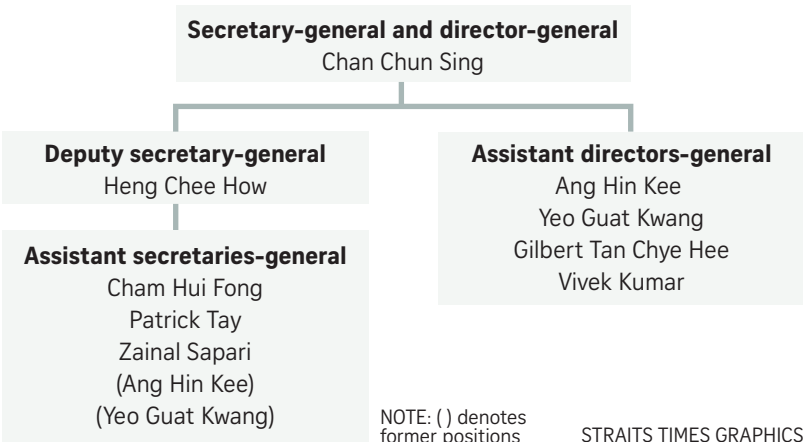 Secretary-general and director-general
Chan Chun Sing
Deputy secretary-general
Heng Chee How
Assistant secretaries-general
Cham Hui Fong
Patrick Tay
Zainal Sapari
(Ang Hin Kee)
(Yeo Guat Kwang)
Assistant directors-general
Ang Hin Kee
Yeo Guat Kwang
Gilbert Tan Chye Hee
Vivek Kumar
NOTE: ( ) denotes
former positions
STRAITS TIMES GRAPHICS